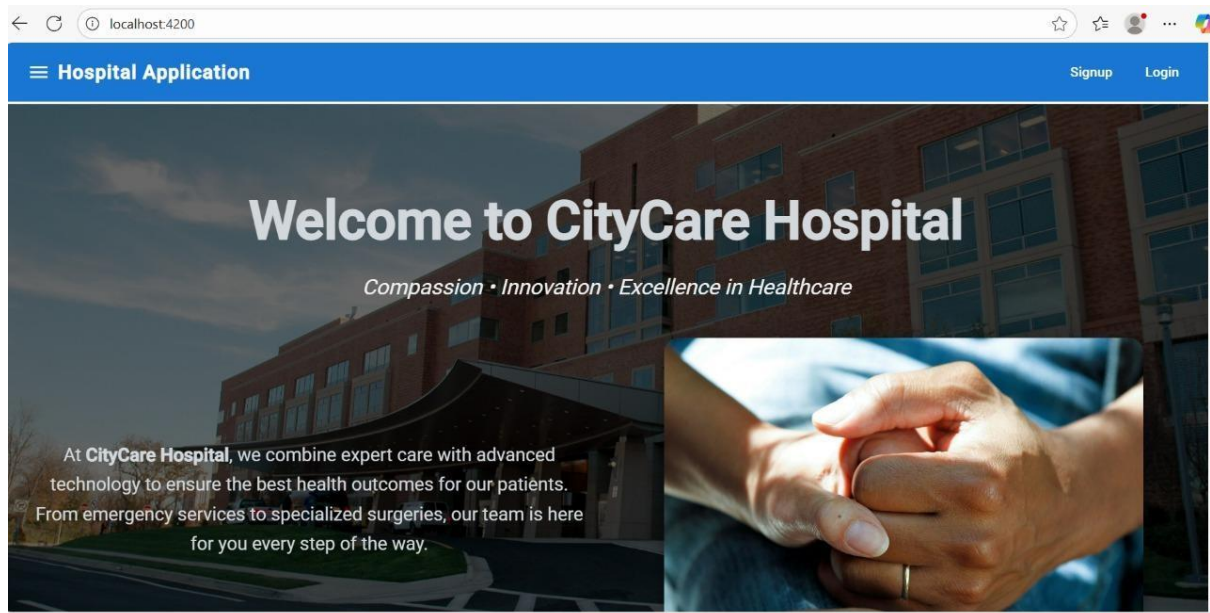 localhost:4200
Hospital Application
Signup
Login
Welcome to CityCare Hospital
Compassion • Innovation • Excellence in Healthcare
At CityCare Hospital, we combine expert care with advanced
technology to ensure the best health outcomes for our patients.
From emergency services to specialized surgeries, our team is here
for you every step of the way.